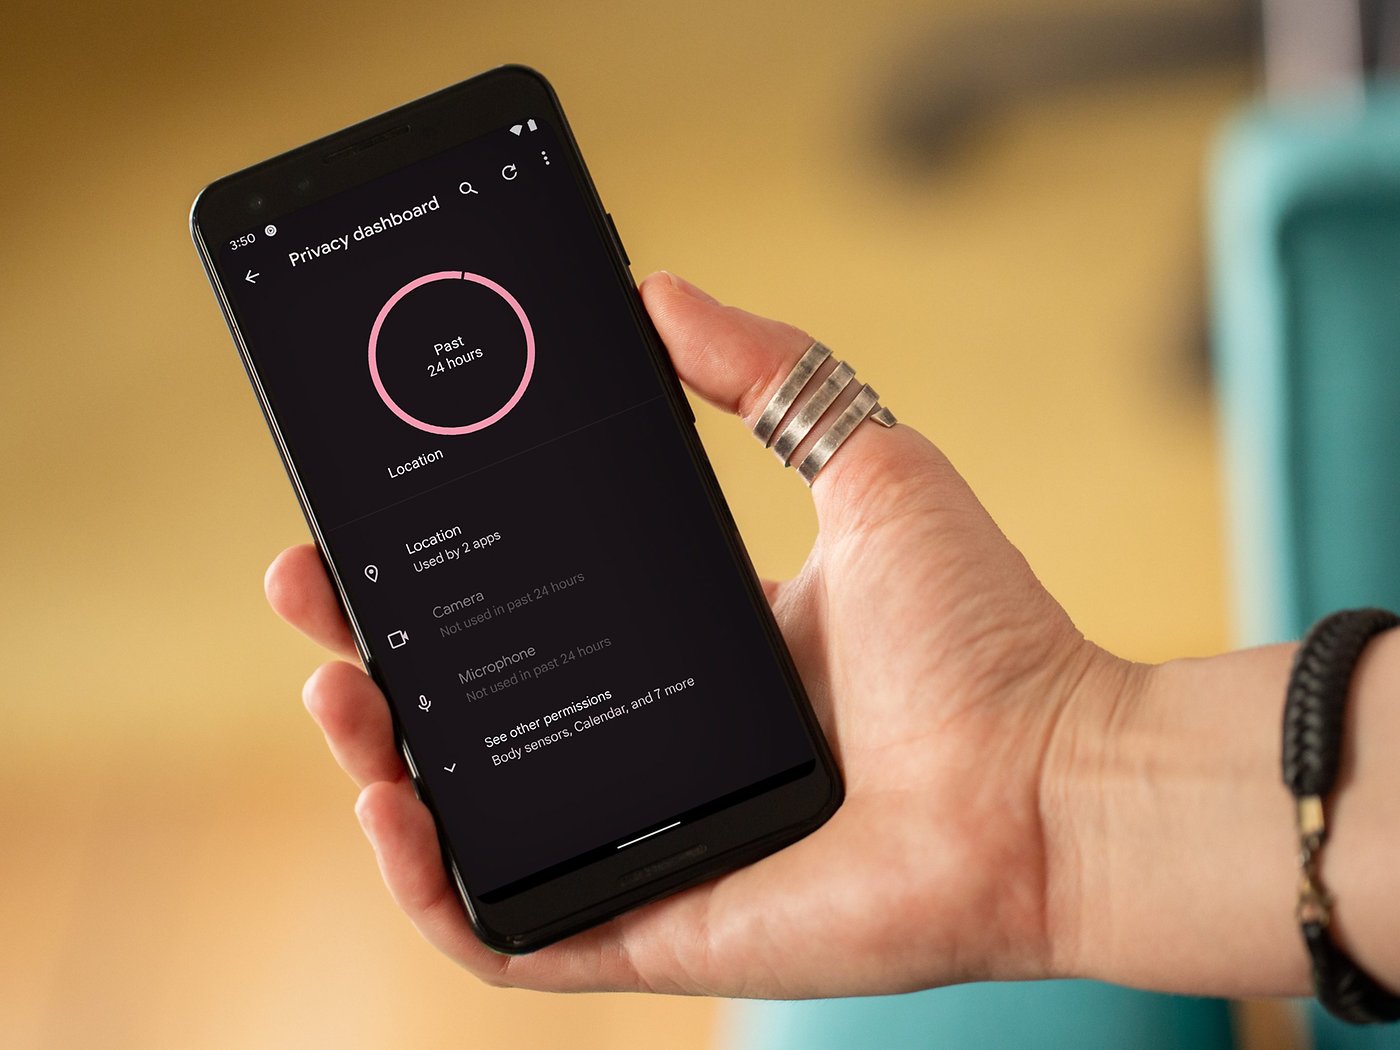 3:50
Privacy dashboard
Past
24 hours
Location
Location
Used by 2 apps
Camera
Not used in past 24 hours
Microphone
Not used in past 24 hours
See other permissions
Body sensors, Calendar, and 7 more